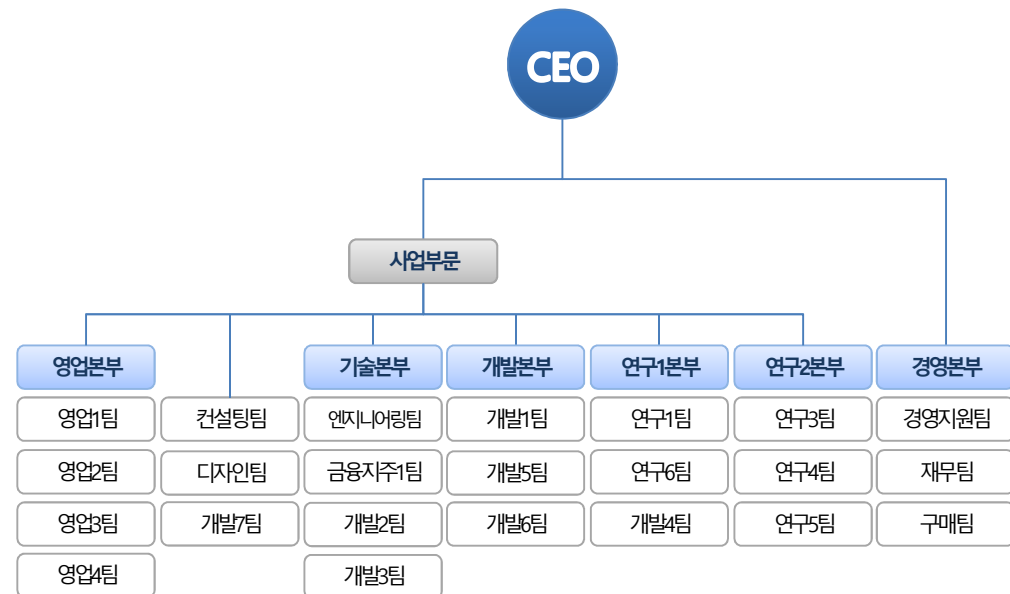 CEO
사업부문
영업본부
기술본부
개발본부
연구1본부
연구2본부
경영본부
영업1팀
컨설팅팀
엔지니어링팀
개발1팀
연구1팀
연구3팀
경영지원팀
영업2팀
디자인팀
금융지주1팀
개발5팀
연구6팀
연구4팀
재무팀
영업3팀
개발7팀
개발2팀
개발6팀
개발4팀
연구5팀
구매팀
영업4팀
개발3팀